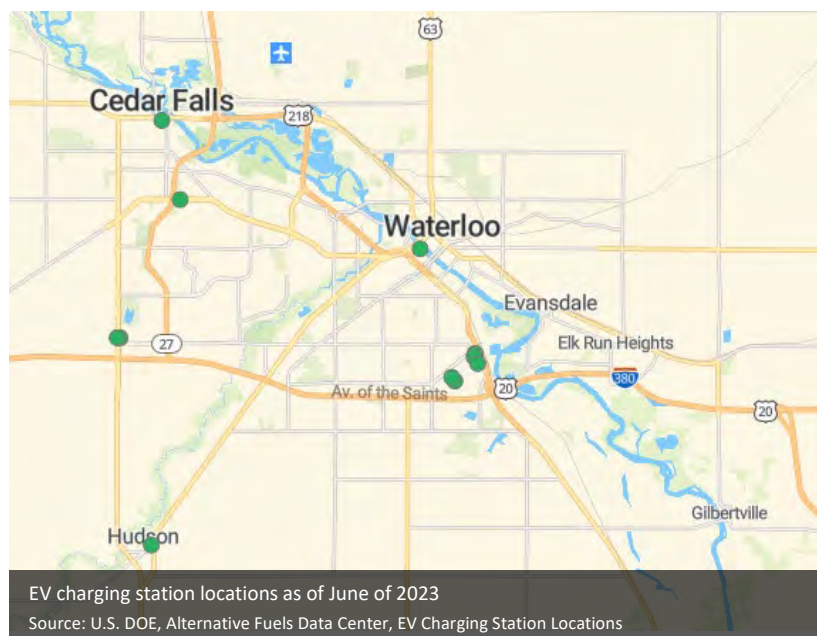 63
Cedar Falls
218
Waterloo
Evansdale
27
Elk Run Heights
380
Av. of the Saints
20
20
Gilbertville
Hudson
EV charging station locations as of June of 2023
Source: U.S. DOE, Alternative Fuels Data Center, EV Charging Station Locations